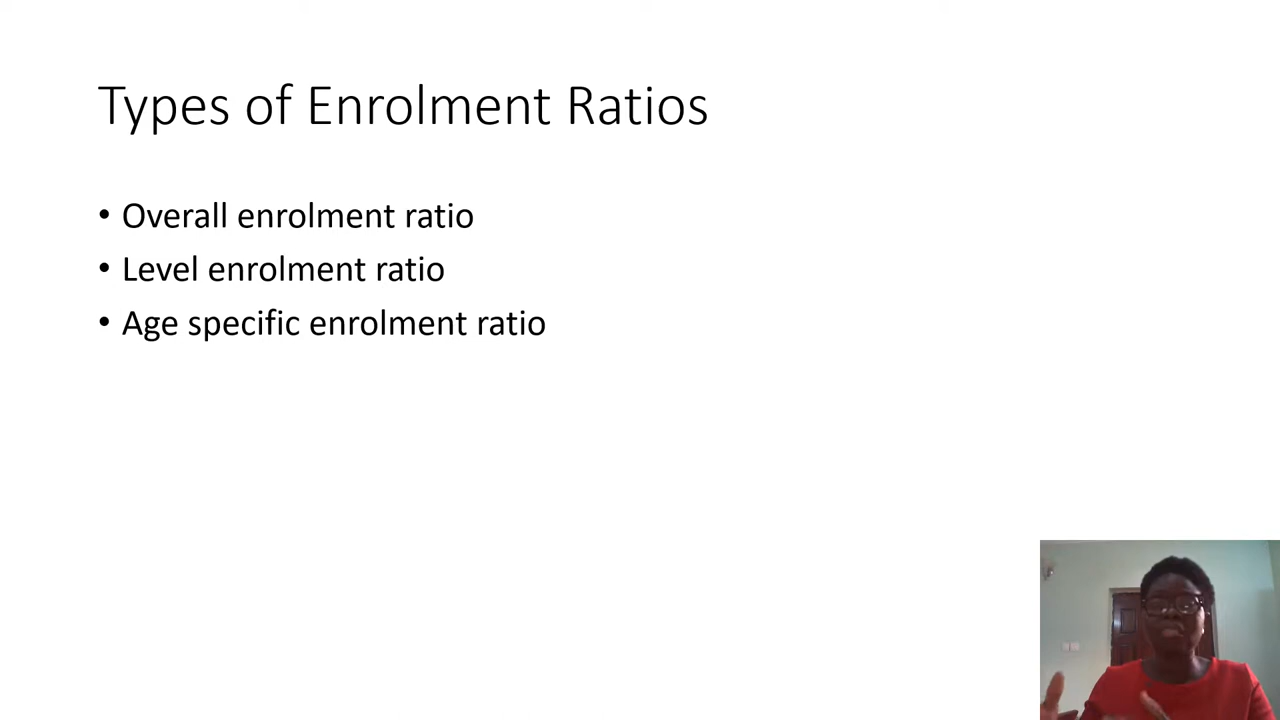 Types of Enrolment Ratios
• Overall enrolment ratio
• Level enrolment ratio
• Age specific enrolment ratio